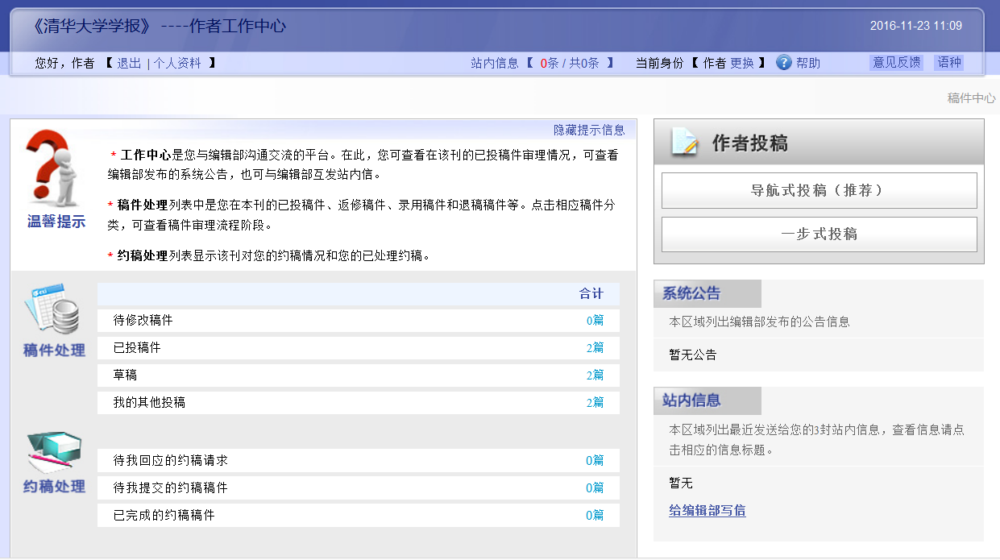 《清华大学学报》 ----作者工作中心
2016-11-23 11:09
您好，作者 【 退出 | 个人资料 】
站内信息 【 0条 / 共0条 】 当前身份 【 作者 更换 】 帮助 意见反馈 语种
稿件中心
隐藏提示信息
* 工作中心是您与编辑部沟通交流的平台。在此，您可查看在该刊的已投稿件审理情况，可查看
编辑部发布的系统公告，也可与编辑部互发站内信。
* 稿件处理列表中是您在本刊的已投稿件、返修稿件、录用稿件和退稿稿件等。点击相应稿件分
类，可查看稿件审理流程阶段。
* 约稿处理列表显示该刊对您的约稿情况和您的已处理约稿。
温馨提示
合计
稿件处理
待修改稿件 0篇
已投稿件 2篇
草稿 2篇
我的其他投稿 2篇
约稿处理
待我回应的约稿请求 0篇
待我提交的约稿稿件 0篇
已完成的约稿稿件 0篇
作者投稿
导航式投稿（推荐）
一步式投稿
系统公告
本区域列出编辑部发布的公告信息
暂无公告
站内信息
本区域列出最近发送给您的3封站内信息，查看信息请点
击相应的信息标题。
暂无
给编辑部写信